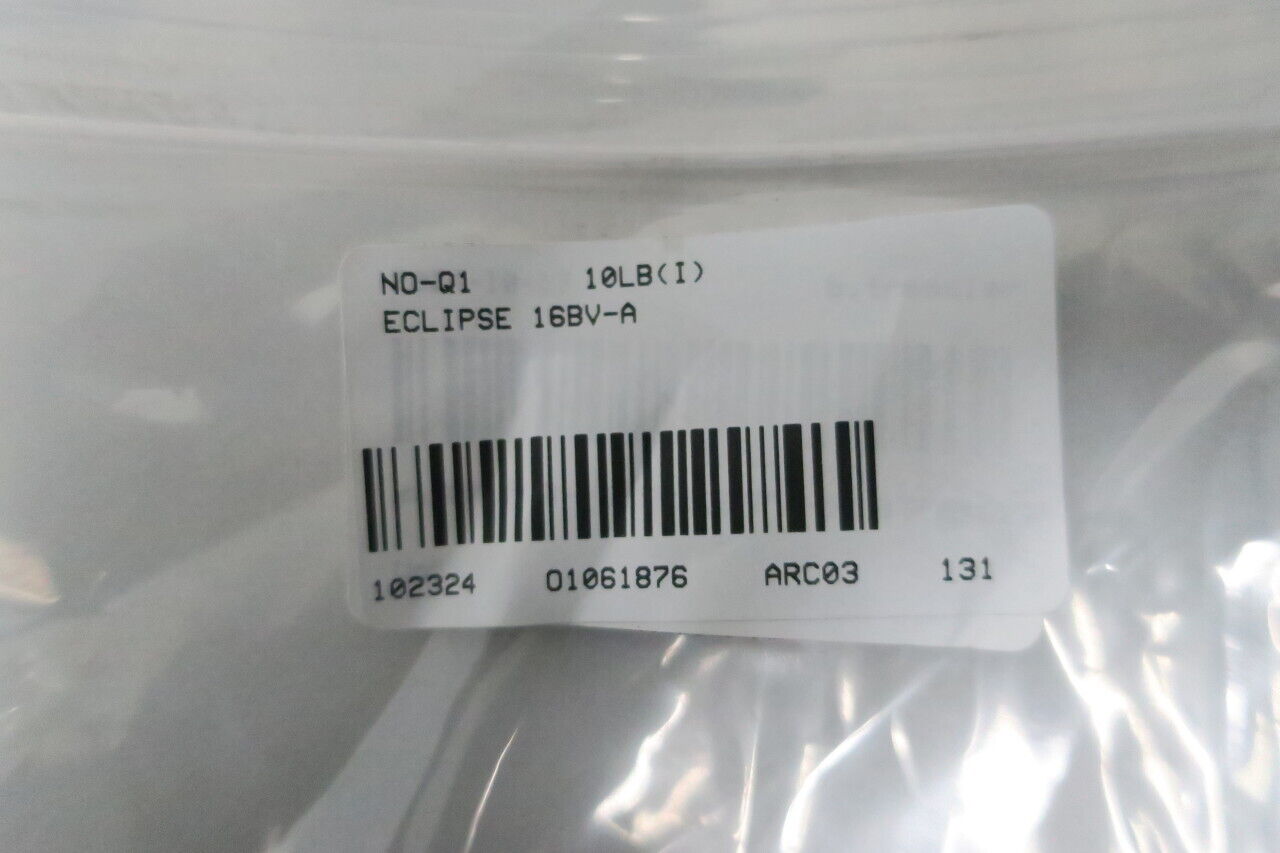 NO-Q1 10LB(I)
ECLIPSE 16BV-A
102324 01061876 ARC03 131